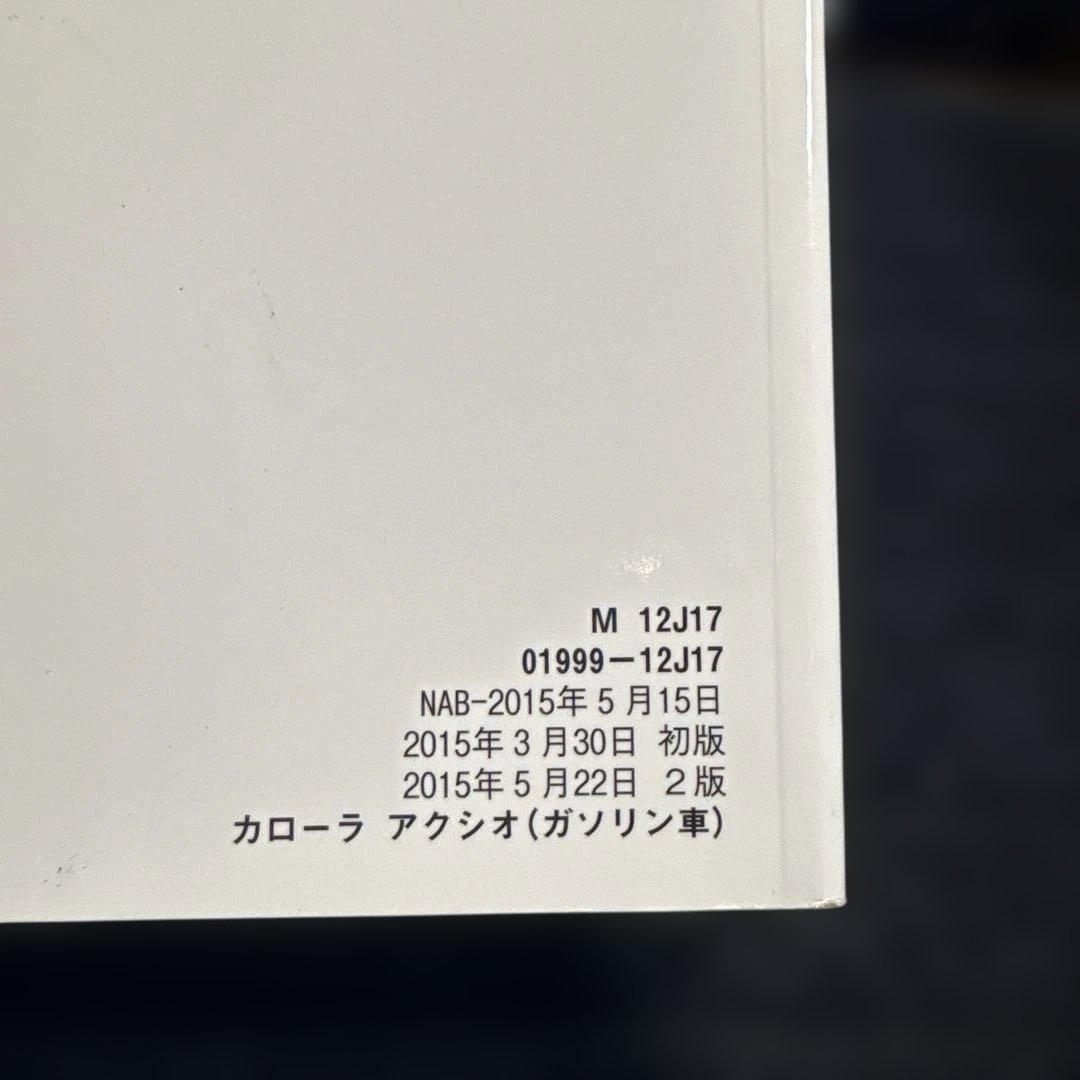 M 12J17
01999-12J17
NAB-2015年5月15日
2015年3月30日 初版
2015年5月22日 2版
カローラ アクシオ(ガソリン車)